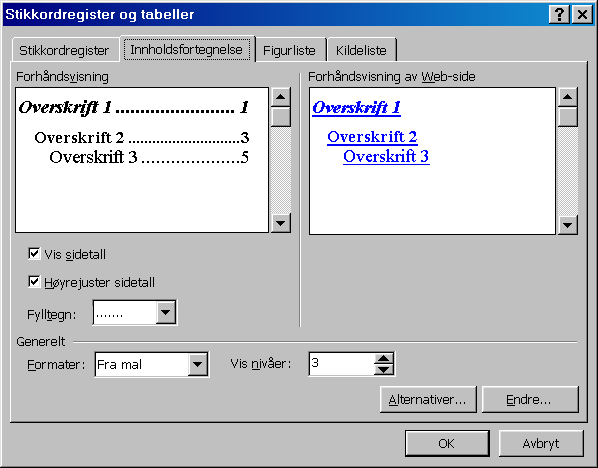 Stikkordregister og tabeller
Stikkordregister Innholdsfortegnelse Figurliste Kildeliste
Forhåndsvisning
Overskrift 1 ........................ 1
Overskrift 2 ............................3
Overskrift 3 ..................5
Forhåndsvisning av Web-side
Overskrift 1
Overskrift 2
Overskrift 3
Vis sidetall
Høyrejuster sidetall
Fylltegn: .......
Generelt
Formater: Fra mal Vis nivåer: 3
Alternativer... Endre...
OK Avbryt